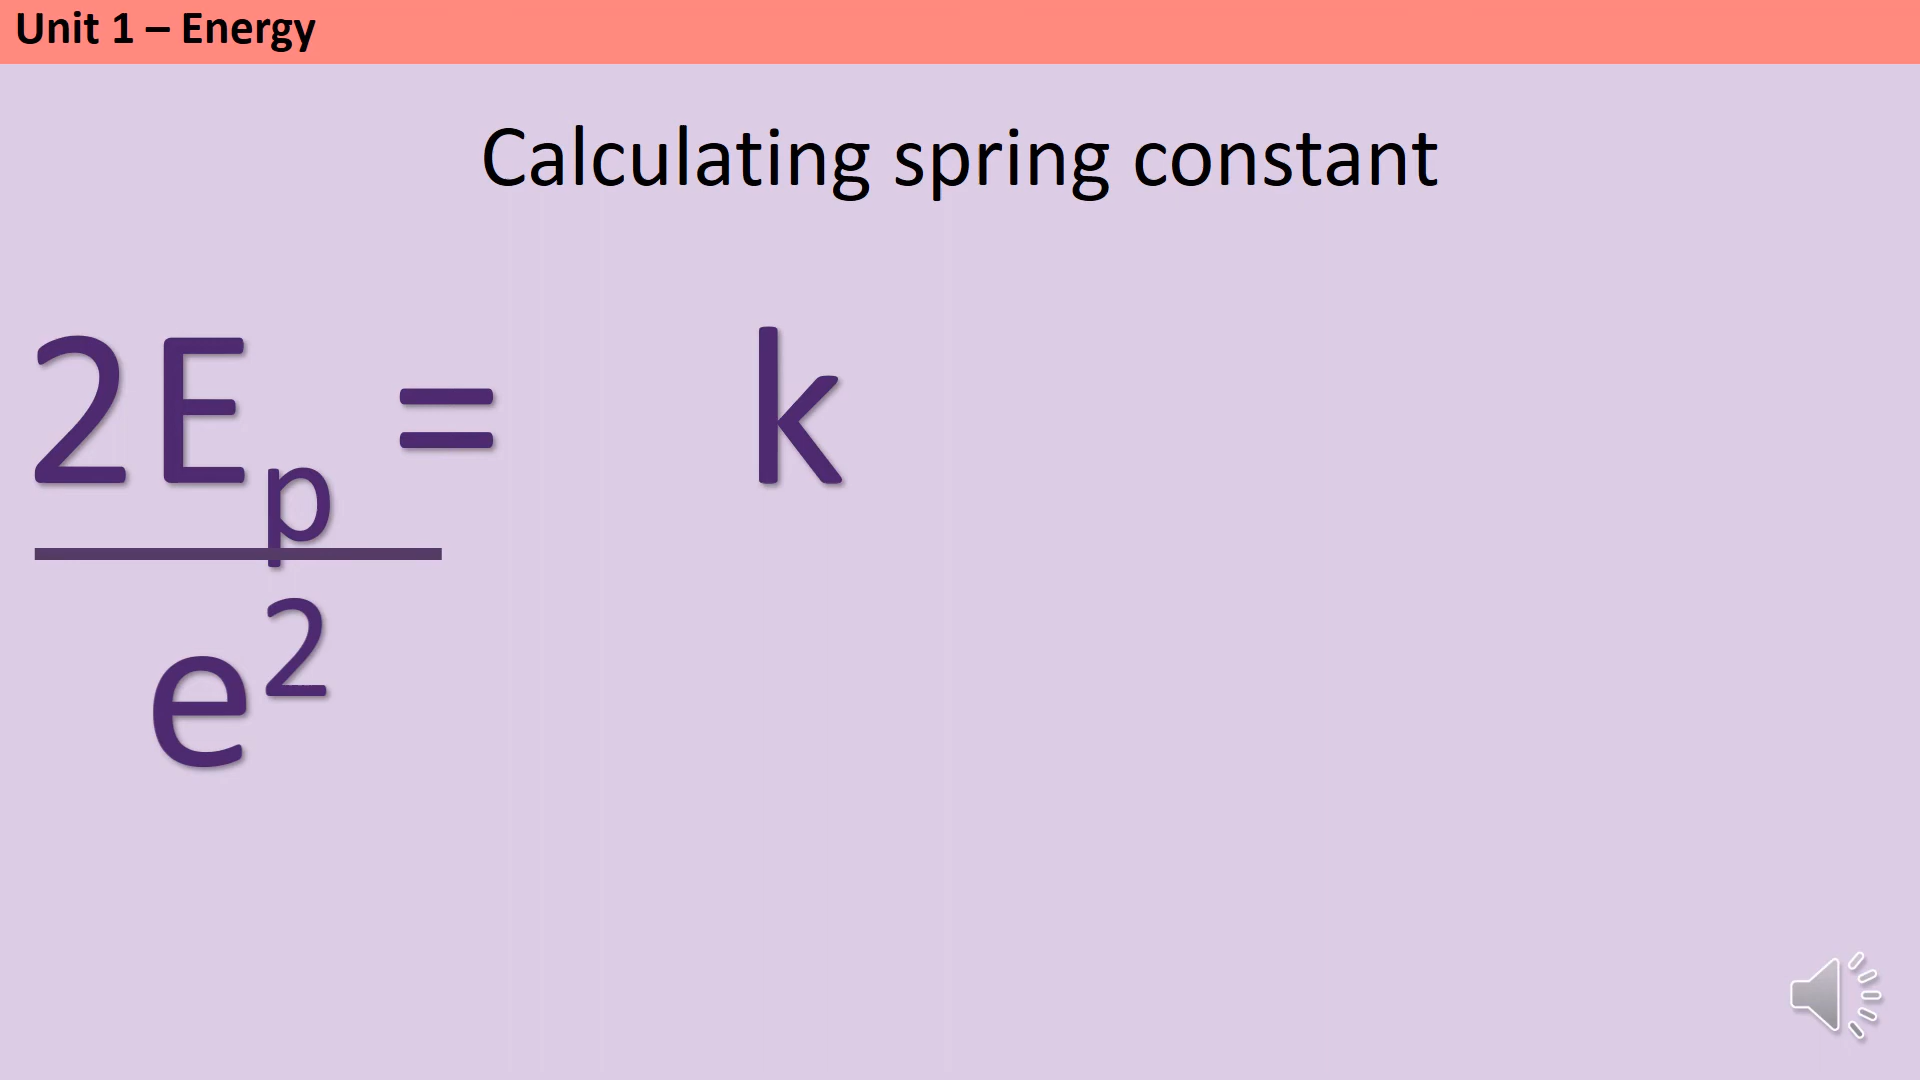 Unit 1 – Energy
Calculating spring constant
2Eₚ = k
e²